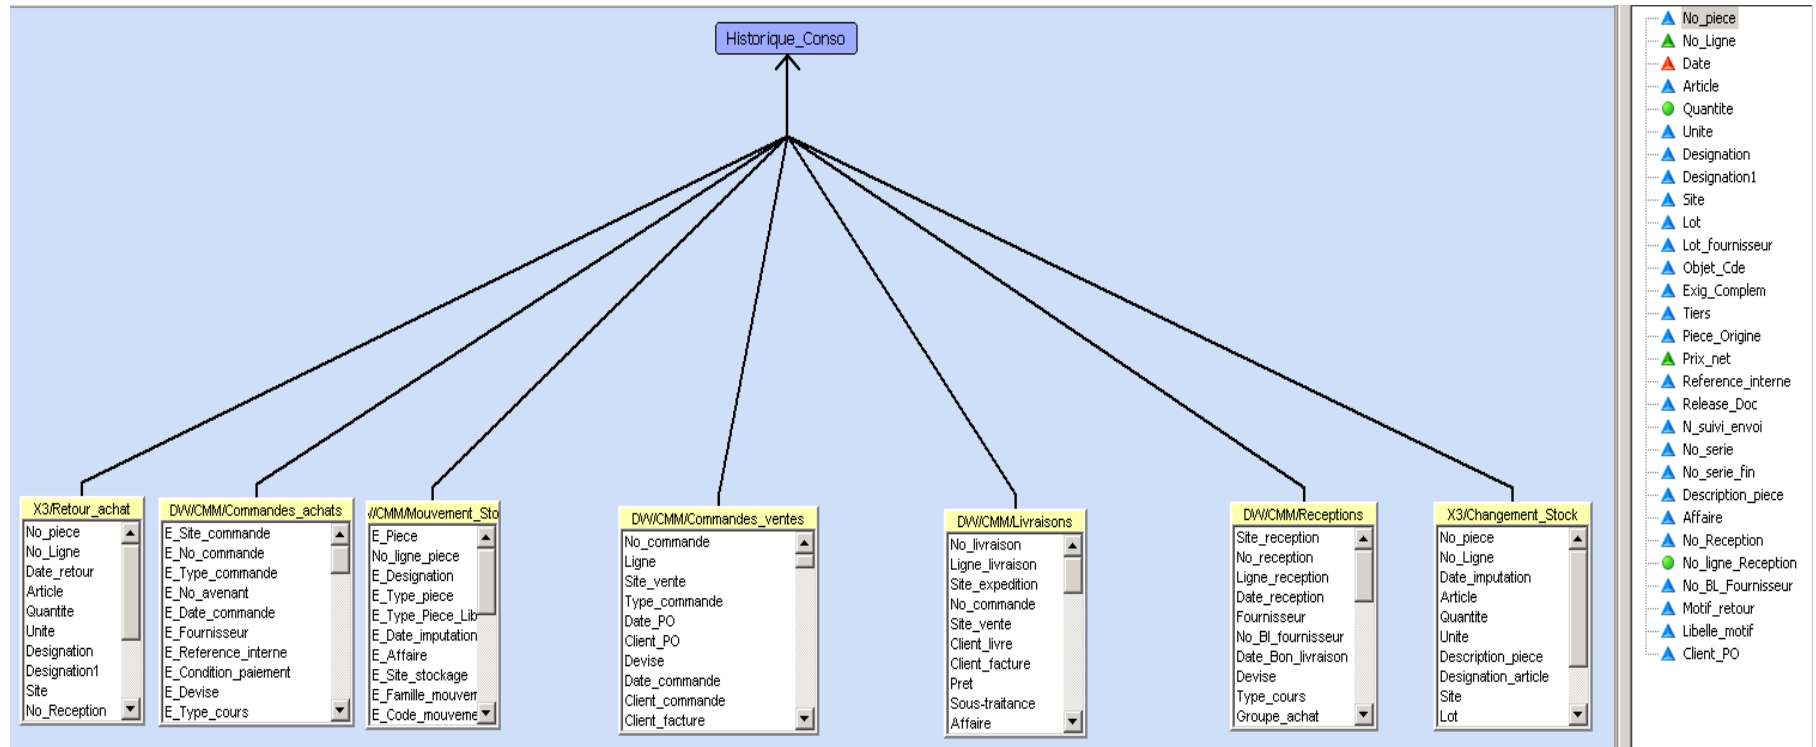 Historique_Conso
X3/Retour_achat
No_piece
No_Ligne
Date_retour
Article
Quantite
Unite
Designation
Designation1
Site
No_Reception
DW/CMM/Commandes_achats
E_Site_commande
E_No_commande
E_Type_commande
E_No_avenant
E_Date_commande
E_Fournisseur
E_Reference_interne
E_Condition_paiement
E_Devise
E_Type_cours
//CMM/Mouvement_Sto
E_Piece
No_ligne_piece
E_Designation
E_Type_piece
E_Type_Piece_Lib
E_Date_imputation
E_Affaire
E_Site_stockage
E_Famille_mouvem
E_Code_mouveme
DW/CMM/Commandes_ventes
No_commande
Ligne
Site_vente
Type_commande
Date_PO
Client_PO
Devise
Date_commande
Client_commande
Client_facture
DW/CMM/Livraisons
No_livraison
Ligne_livraison
Site_expedition
No_commande
Site_vente
Client_livre
Client_facture
Pret
Sous-traitance
Affaire
DW/CMM/Receptions
Site_reception
No_reception
Ligne_reception
Date_reception
Fournisseur
No_Bl_fournisseur
Date_Bon_livraison
Devise
Type_cours
Groupe_achat
X3/Changement_Stock
No_piece
No_Ligne
Date_imputation
Article
Quantite
Unite
Description_piece
Designation_article
Site
Lot
No_piece
No_Ligne
Date
Article
Quantite
Unite
Designation
Designation1
Site
Lot
Lot_fournisseur
Objet_Cde
Exig_Complem
Tiers
Piece_Origine
Prix_net
Reference_interne
Release_Doc
N_suivi_envoi
No_serie
No_serie_fin
Description_piece
Affaire
No_Reception
No_ligne_Reception
No_BL_Fournisseur
Motif_retour
Libelle_motif
Client_PO